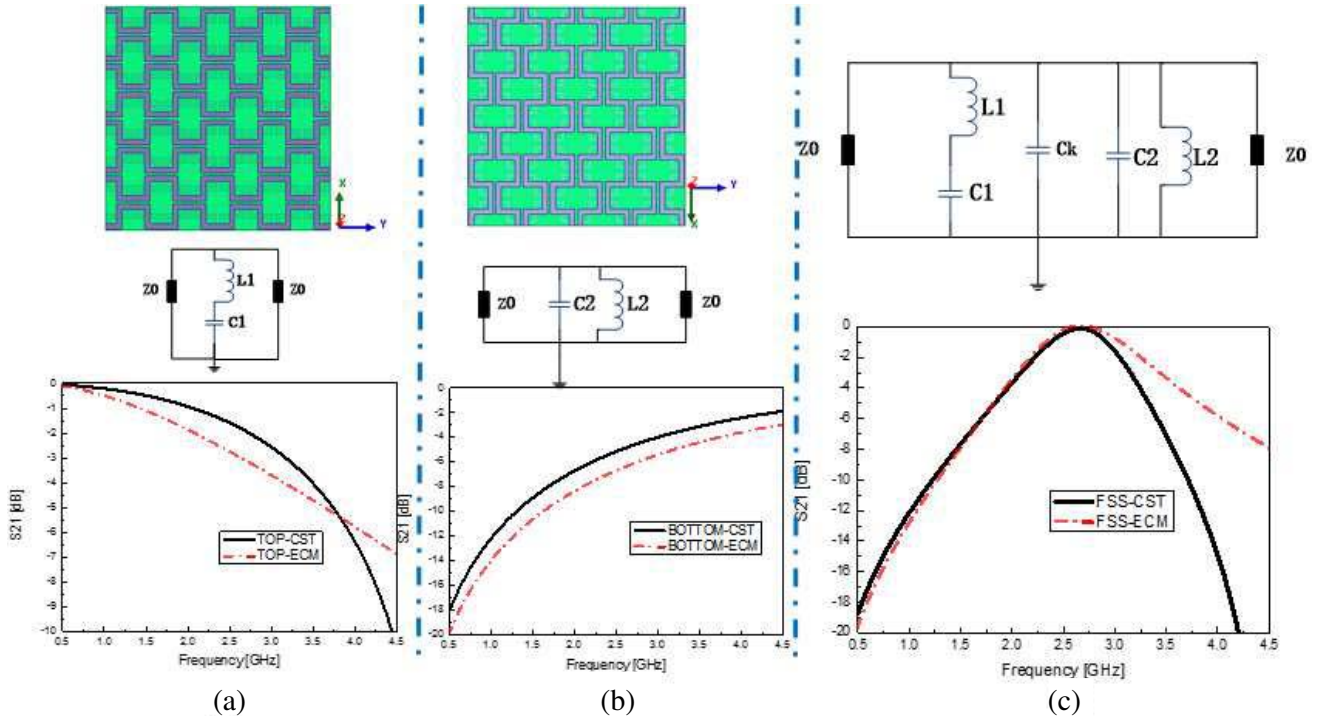 X
Z
Y
Z0
L1
C1
Z0
S21 [dB]
0
-1
-2
-3
-4
-5
-6
-7
-8
-9
-10
TOP-CST
TOP-ECM
0.5
1.0
1.5
2.0
2.5
3.0
3.5
4.0
4.5
Frequency [GHz]
(a)
Z
Y
X
Z0
C2
L2
Z0
S21 [dB]
0
-2
-4
-6
-8
-10
-12
-14
-16
-18
-20
BOTTOM-CST
BOTTOM-ECM
0.5
1.0
1.5
2.0
2.5
3.0
3.5
4.0
4.5
Frequency [GHz]
(b)
Z0
L1
C1
Ck
C2
L2
Z0
S21 [dB]
0
-2
-4
-6
-8
-10
-12
-14
-16
-18
-20
FSS-CST
FSS-ECM
0.5
1.0
1.5
2.0
2.5
3.0
3.5
4.0
4.5
Frequency [GHz]
(c)